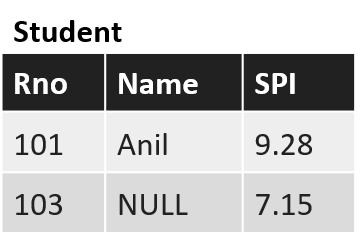 Student
Rno Name SPI
101 Anil 9.28
103 NULL 7.15